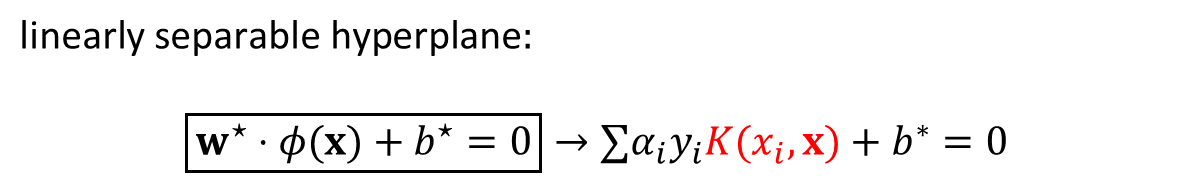 linearly separable hyperplane:
𝐰⋆ · 𝜙(𝐱) + 𝑏⋆ = 0 → ∑𝛼ᵢ𝑦ᵢ𝐾(𝑥ᵢ, 𝐱) + 𝑏* = 0